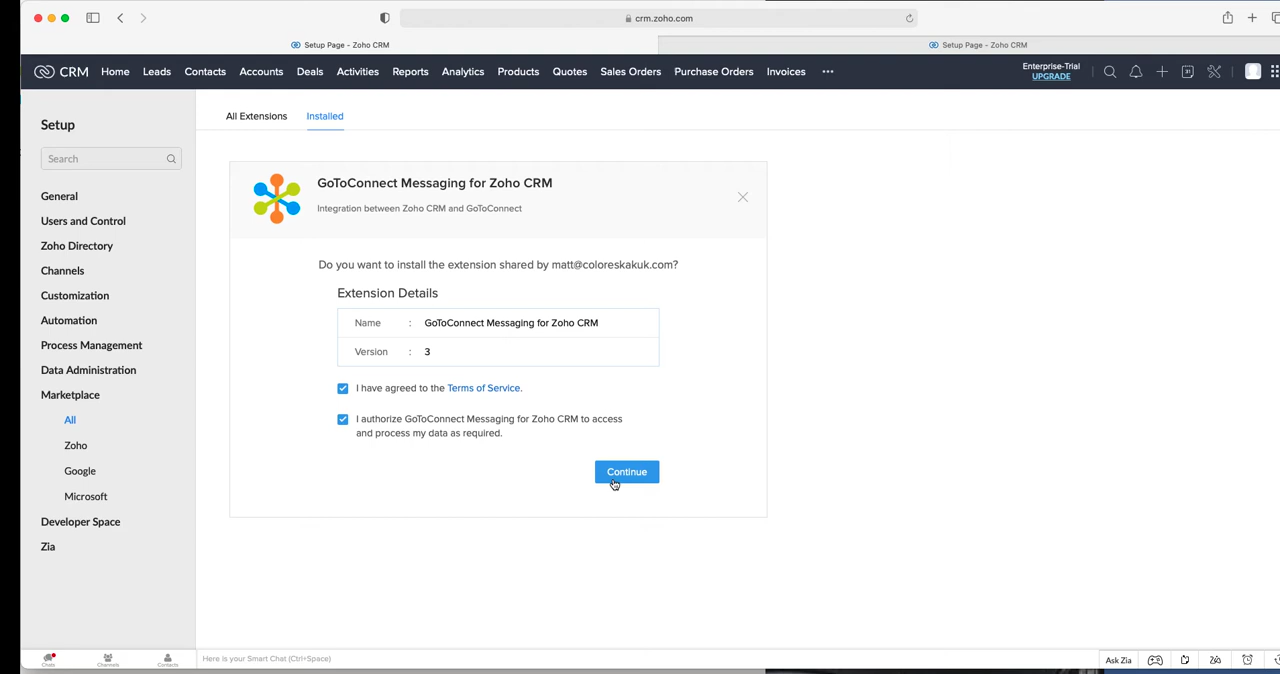 crm.zoho.com
Setup Page - Zoho CRM
Setup Page - Zoho CRM
CRM Home Leads Contacts Accounts Deals Activities Reports Analytics Products Quotes Sales Orders Purchase Orders Invoices •••
Enterprise-Trial
UPGRADE
Setup
Search
General
Users and Control
Zoho Directory
Channels
Customization
Automation
Process Management
Data Administration
Marketplace
All
Zoho
Google
Microsoft
Developer Space
Zia
All Extensions Installed
GoToConnect Messaging for Zoho CRM
Integration between Zoho CRM and GoToConnect
Do you want to install the extension shared by matt@coloreskakuk.com?
Extension Details
Name : GoToConnect Messaging for Zoho CRM
Version : 3
I have agreed to the Terms of Service.
I authorize GoToConnect Messaging for Zoho CRM to access
and process my data as required.
Continue
Chats Channels Contacts
Here is your Smart Chat (Ctrl+Space)
Ask Zia